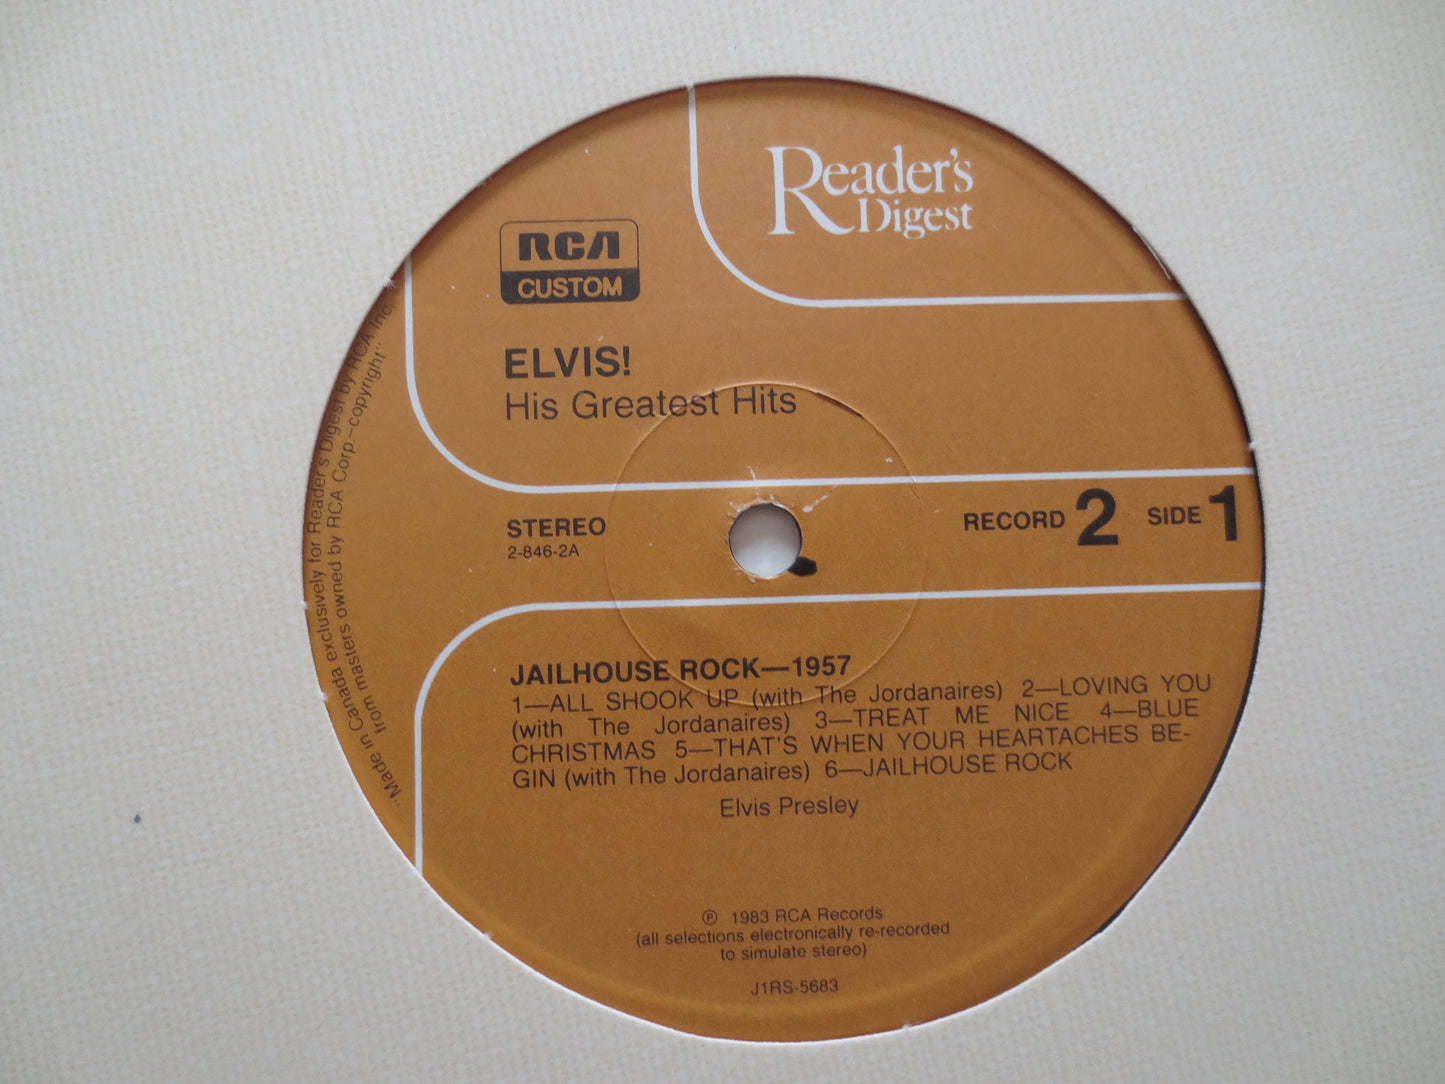 Reader's
Digest
RCA
CUSTOM
ELVIS!
His Greatest Hits
STEREO
2-846-2A
RECORD 2 SIDE 1
JAILHOUSE ROCK—1957
1—ALL SHOOK UP (with The Jordanaires) 2—LOVING YOU
(with The Jordanaires) 3—TREAT ME NICE 4—BLUE
CHRISTMAS 5—THAT'S WHEN YOUR HEARTACHES BE-
GIN (with The Jordanaires) 6—JAILHOUSE ROCK
Elvis Presley
℗ 1983 RCA Records
(all selections electronically re-recorded
to simulate stereo)
J1RS-5683
"Made in Canada exclusively for Reader's Digest by RCA Inc.
from masters owned by RCA Corp.-copyright"